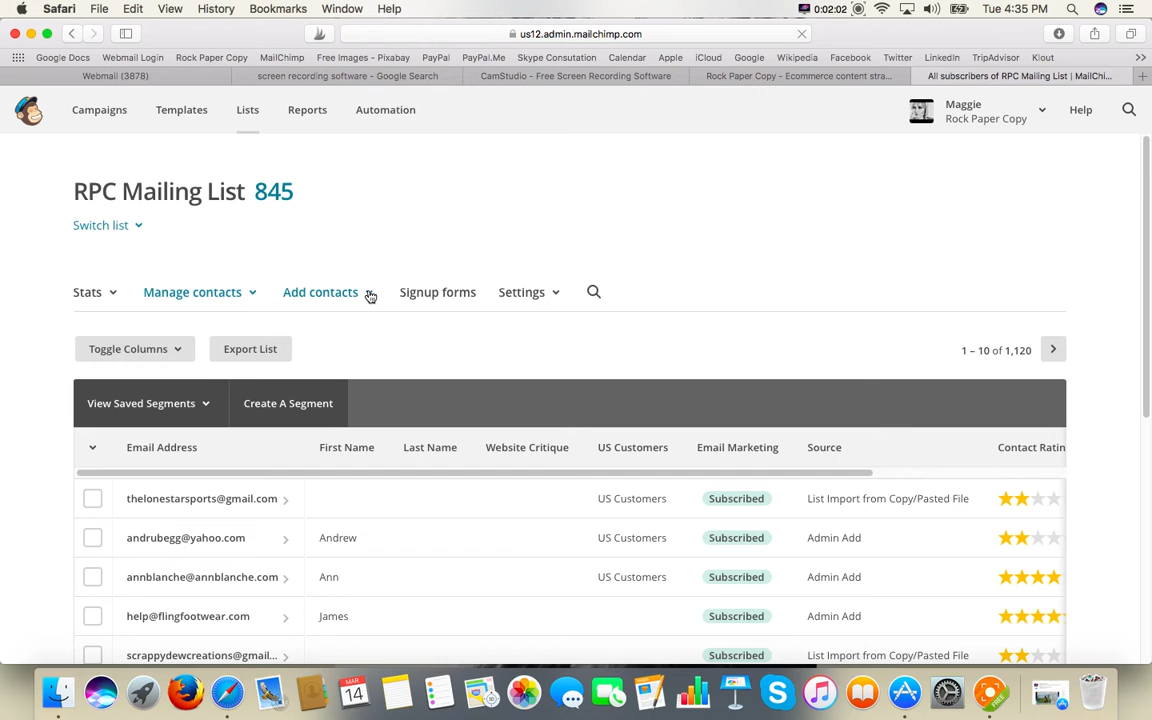 Safari File Edit View History Bookmarks Window Help 00:02:02 Tue 4:35 PM
us12.admin.mailchimp.com
Google Docs Webmail Login Rock Paper Copy MailChimp Free Images - Pixabay PayPal PayPal.Me Skype Consutation Calendar Apple iCloud Google Wikipedia Facebook Twitter LinkedIn TripAdvisor Klout
Webmail (3878) screen recording software - Google Search CamStudio - Free Screen Recording Software Rock Paper Copy - Ecommerce content stra... All subscribers of RPC Mailing List | MailChi...
Campaigns Templates Lists Reports Automation Maggie Help
Rock Paper Copy
RPC Mailing List 845
Switch list
Stats Manage contacts Add contacts Signup forms Settings
Toggle Columns Export List 1 – 10 of 1,120
View Saved Segments Create A Segment
Email Address First Name Last Name Website Critique US Customers Email Marketing Source Contact Ratin
thelonestarsports@gmail.com US Customers Subscribed List Import from Copy/Pasted File
andrubegg@yahoo.com Andrew US Customers Subscribed Admin Add
annblanche@annblanche.com Ann US Customers Subscribed Admin Add
help@flingfootwear.com James Subscribed Admin Add
scrappydewcreations@gmail... Subscribed List Import from Copy/Pasted File
MAR
14
FREE